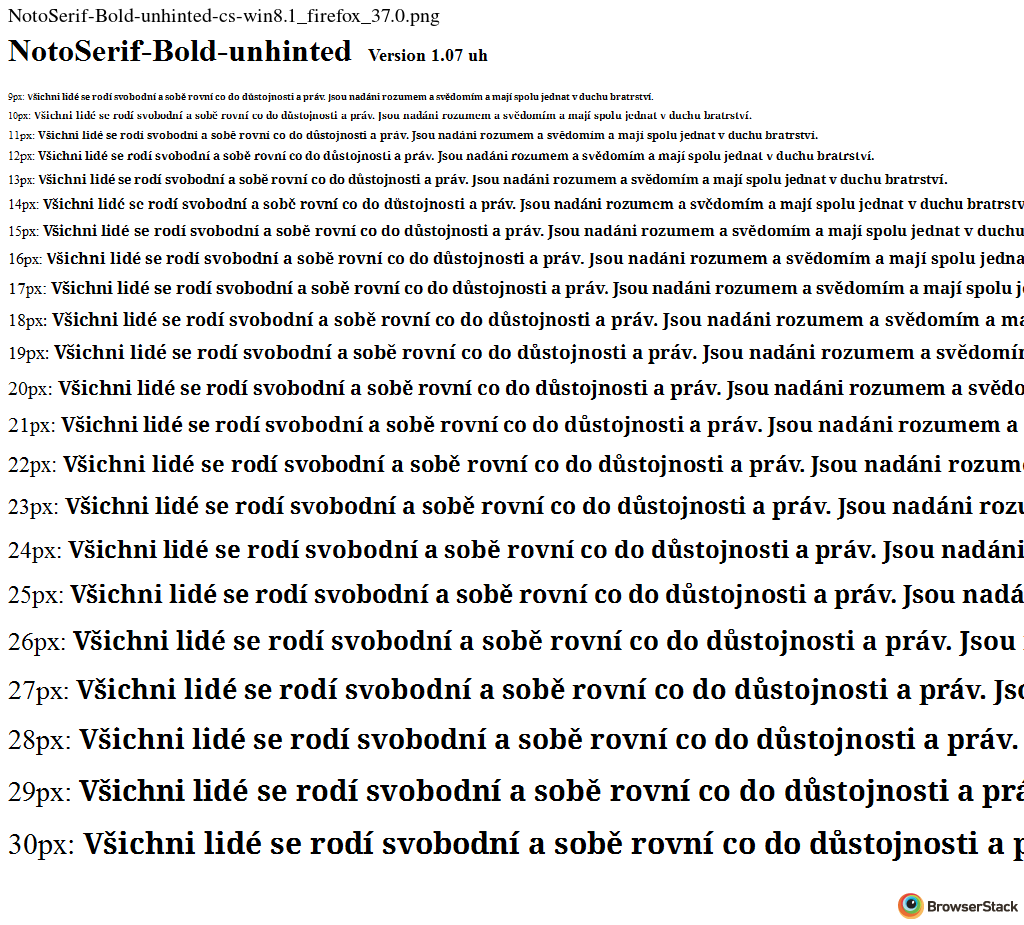 NotoSerif-Bold-unhinted-cs-win8.1_firefox_37.0.png
NotoSerif-Bold-unhinted Version 1.07 uh
9px: Všichni lidé se rodí svobodní a sobě rovní co do důstojnosti a práv. Jsou nadáni rozumem a svědomím a mají spolu jednat v duchu bratrství.
10px: Všichni lidé se rodí svobodní a sobě rovní co do důstojnosti a práv. Jsou nadáni rozumem a svědomím a mají spolu jednat v duchu bratrství.
11px: Všichni lidé se rodí svobodní a sobě rovní co do důstojnosti a práv. Jsou nadáni rozumem a svědomím a mají spolu jednat v duchu bratrství.
12px: Všichni lidé se rodí svobodní a sobě rovní co do důstojnosti a práv. Jsou nadáni rozumem a svědomím a mají spolu jednat v duchu bratrství.
13px: Všichni lidé se rodí svobodní a sobě rovní co do důstojnosti a práv. Jsou nadáni rozumem a svědomím a mají spolu jednat v duchu bratrství.
14px: Všichni lidé se rodí svobodní a sobě rovní co do důstojnosti a práv. Jsou nadáni rozumem a svědomím a mají spolu jednat v duchu bratrstv
15px: Všichni lidé se rodí svobodní a sobě rovní co do důstojnosti a práv. Jsou nadáni rozumem a svědomím a mají spolu jednat v duchu
16px: Všichni lidé se rodí svobodní a sobě rovní co do důstojnosti a práv. Jsou nadáni rozumem a svědomím a mají spolu jedna
17px: Všichni lidé se rodí svobodní a sobě rovní co do důstojnosti a práv. Jsou nadáni rozumem a svědomím a mají spolu j
18px: Všichni lidé se rodí svobodní a sobě rovní co do důstojnosti a práv. Jsou nadáni rozumem a svědomím a ma
19px: Všichni lidé se rodí svobodní a sobě rovní co do důstojnosti a práv. Jsou nadáni rozumem a svědomím
20px: Všichni lidé se rodí svobodní a sobě rovní co do důstojnosti a práv. Jsou nadáni rozumem a svědo
21px: Všichni lidé se rodí svobodní a sobě rovní co do důstojnosti a práv. Jsou nadáni rozumem a
22px: Všichni lidé se rodí svobodní a sobě rovní co do důstojnosti a práv. Jsou nadáni rozum
23px: Všichni lidé se rodí svobodní a sobě rovní co do důstojnosti a práv. Jsou nadáni rozu
24px: Všichni lidé se rodí svobodní a sobě rovní co do důstojnosti a práv. Jsou nadáni
25px: Všichni lidé se rodí svobodní a sobě rovní co do důstojnosti a práv. Jsou nadá
26px: Všichni lidé se rodí svobodní a sobě rovní co do důstojnosti a práv. Jsou
27px: Všichni lidé se rodí svobodní a sobě rovní co do důstojnosti a práv. Jso
28px: Všichni lidé se rodí svobodní a sobě rovní co do důstojnosti a práv.
29px: Všichni lidé se rodí svobodní a sobě rovní co do důstojnosti a prá
30px: Všichni lidé se rodí svobodní a sobě rovní co do důstojnosti a p
BrowserStack